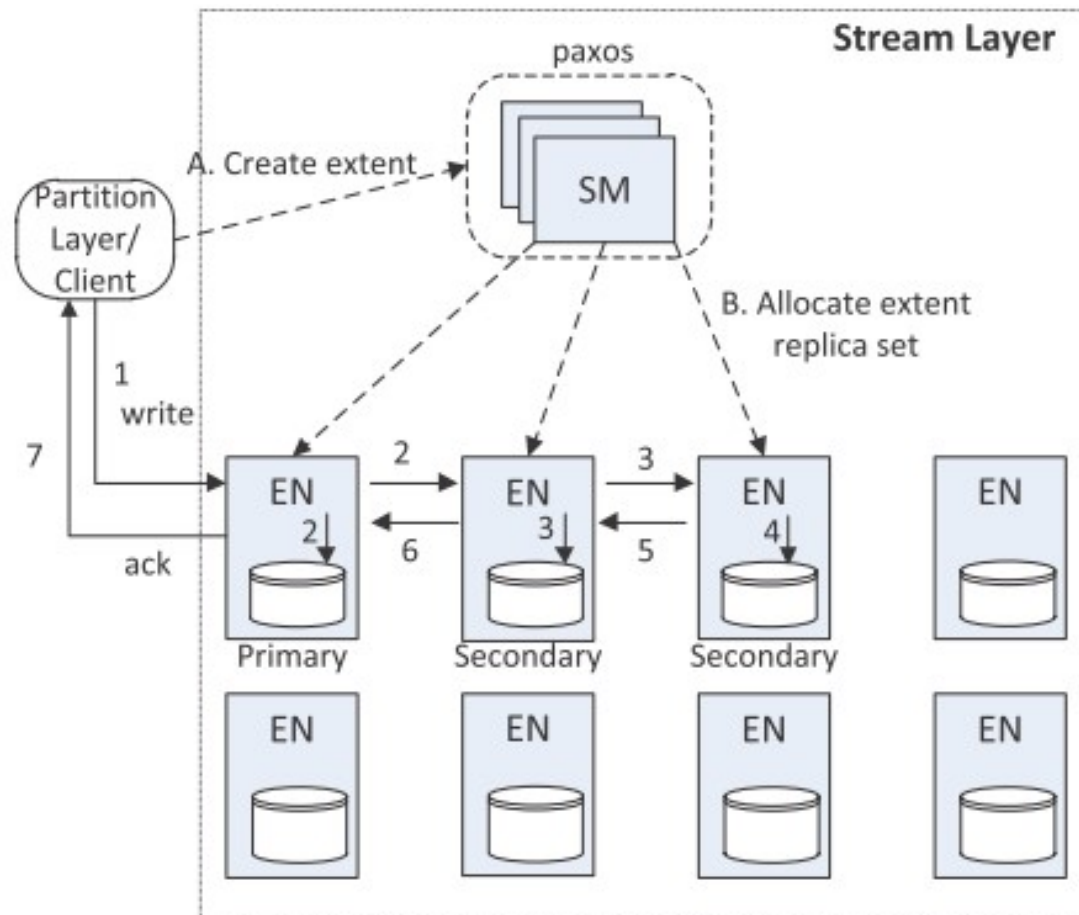 Stream Layer
paxos
A. Create extent
SM
Partition
Layer/
Client
B. Allocate extent
replica set
1
write
7
ack
EN
2
2
6
Primary
EN
3
3
5
Secondary
EN
4
Secondary
EN
EN
EN
EN
EN